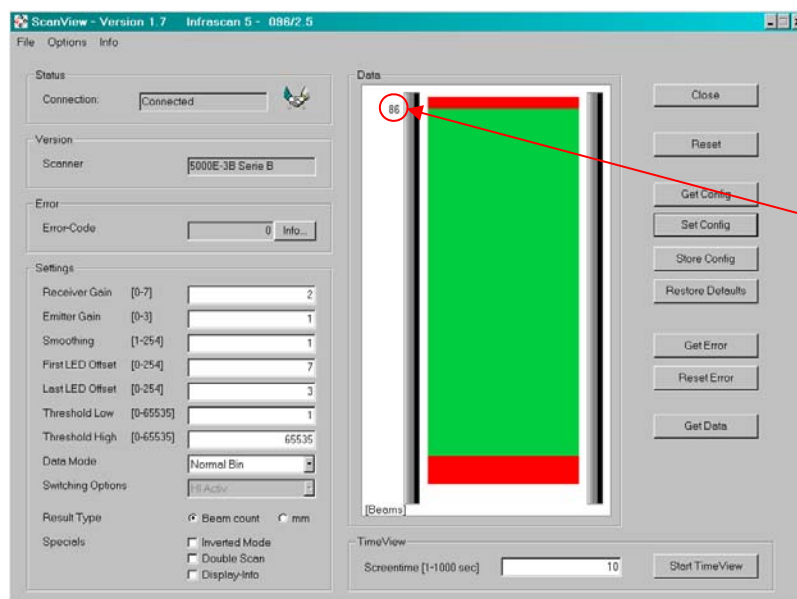 ScanView - Version 1.7 Infrascan 5 - 096/2.5
File Options Info
Status
Connection: Connected
Version
Scanner 5000E-3B Serie B
Error
Error-Code 0 Info...
Settings
Receiver Gain [0-7] 2
Emitter Gain [0-3] 1
Smoothing [1-254] 1
First LED Offset [0-254] 7
Last LED Offset [0-254] 3
Threshold Low [0-65535] 1
Threshold High [0-65535] 65535
Data Mode Normal Bin
Switching Options HI Activ
Result Type Beam count mm
Specials Inverted Mode
Double Scan
Display-Info
Data
86
[Beams]
TimeView
Screentime [1-1000 sec] 10 Start TimeView
Close
Reset
Get Config
Set Config
Store Config
Restore Defaults
Get Error
Reset Error
Get Data